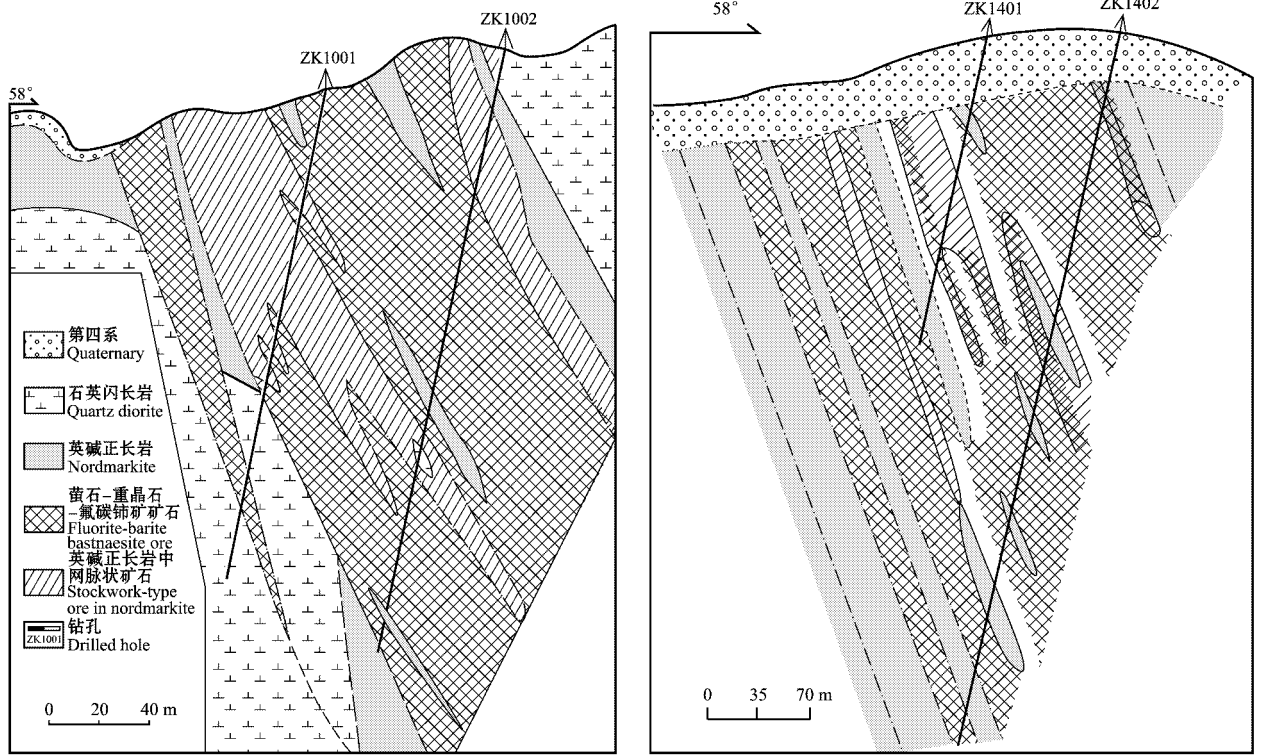 ZK1001
ZK1002
58°
第四系
Quaternary
石英闪长岩
Quartz diorite
英碱正长岩
Nordmarkite
萤石-重晶石
-氟碳铈矿矿石
Fluorite-barite
bastnaesite ore
英碱正长岩中
网脉状矿石
Stockwork-type
ore in nordmarkite
钻孔
ZK1001
Drilled hole
0 20 40 m
58°
ZK1401
ZK1402
0 35 70 m